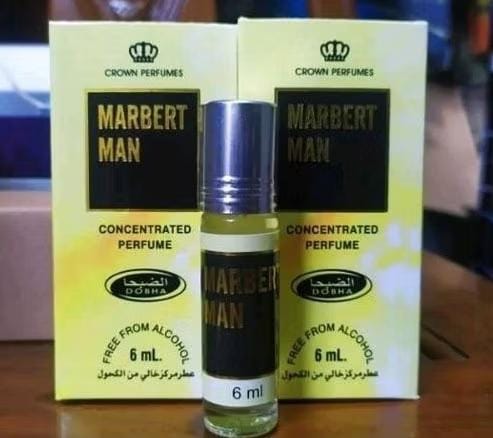 CROWN PERFUMES
MARBERT
MAN
CONCENTRATED
PERFUME
الضبحا
DOBHA
FREE FROM ALCOHOL
6 mL.
عطر مركز خالي من الكحول
CROWN PERFUMES
MARBERT
MAN
CONCENTRATED
PERFUME
الضبحا
DOBHA
FREE FROM ALCOHOL
6 mL.
عطر مركز خالي من الكحول
MARBERT
MAN
6 ml